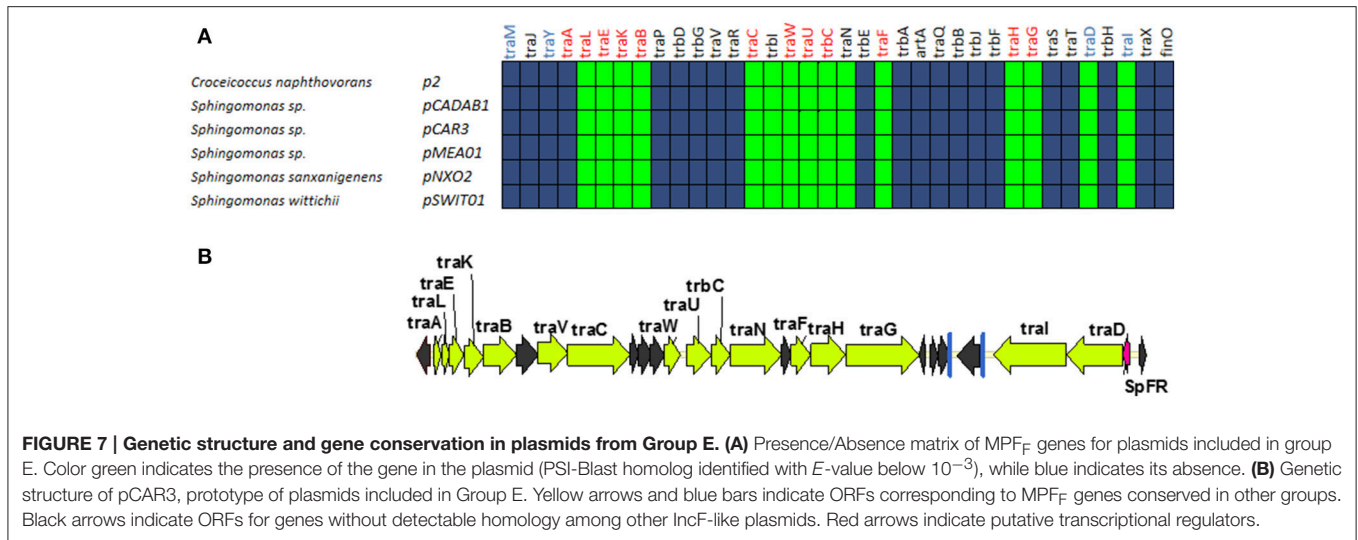 A
traM traJ traY traA traL traE traK traB traP trbD trbG traV traR traC trbI traW traU trbC traN trbE traF trbA artA traQ trbB trbJ trbF traH traG traS traT traD trbH traI traX finO
Croceicoccus naphthovorans p2
Sphingomonas sp. pCADAB1
Sphingomonas sp. pCAR3
Sphingomonas sp. pMEA01
Sphingomonas sanxanigenens pNXO2
Sphingomonas wittichii pSWIT01
B
traK
traE trbC
traL traU
traA traB traV traC traW traN traF traH traG traI traD
SpFR
FIGURE 7 | Genetic structure and gene conservation in plasmids from Group E. (A) Presence/Absence matrix of MPFF genes for plasmids included in group
E. Color green indicates the presence of the gene in the plasmid (PSI-Blast homolog identified with E-value below 10−3), while blue indicates its absence. (B) Genetic
structure of pCAR3, prototype of plasmids included in Group E. Yellow arrows and blue bars indicate ORFs corresponding to MPFF genes conserved in other groups.
Black arrows indicate ORFs for genes without detectable homology among other IncF-like plasmids. Red arrows indicate putative transcriptional regulators.